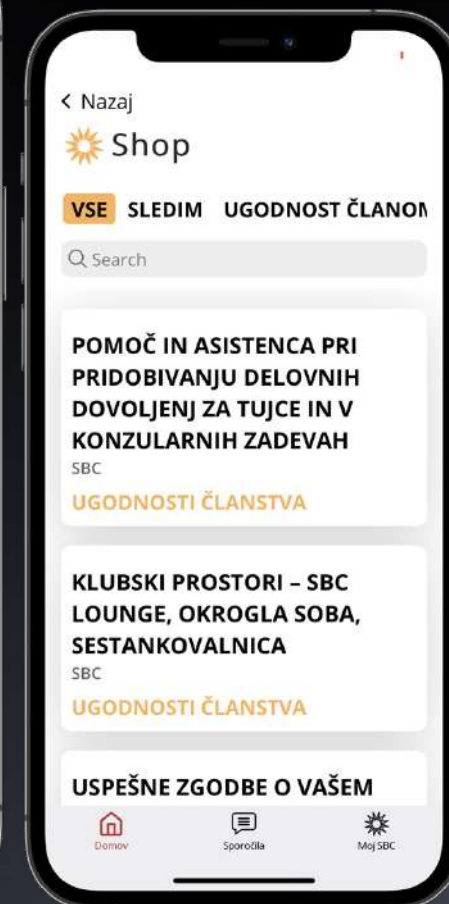 Nazaj
Shop
VSE SLEDIM UGODNOST ČLANOM
Search
POMOČ IN ASISTENCA PRI
PRIDOBIVANJU DELOVNIH
DOVOLJENJ ZA TUJCE IN V
KONZULARNIH ZADEVAH
SBC
UGODNOSTI ČLANSTVA
KLUBSKI PROSTORI – SBC
LOUNGE, OKROGLA SOBA,
SESTANKOVALNICA
SBC
UGODNOSTI ČLANSTVA
USPEŠNE ZGODBE O VAŠEM
Domov Sporočila Moj SBC